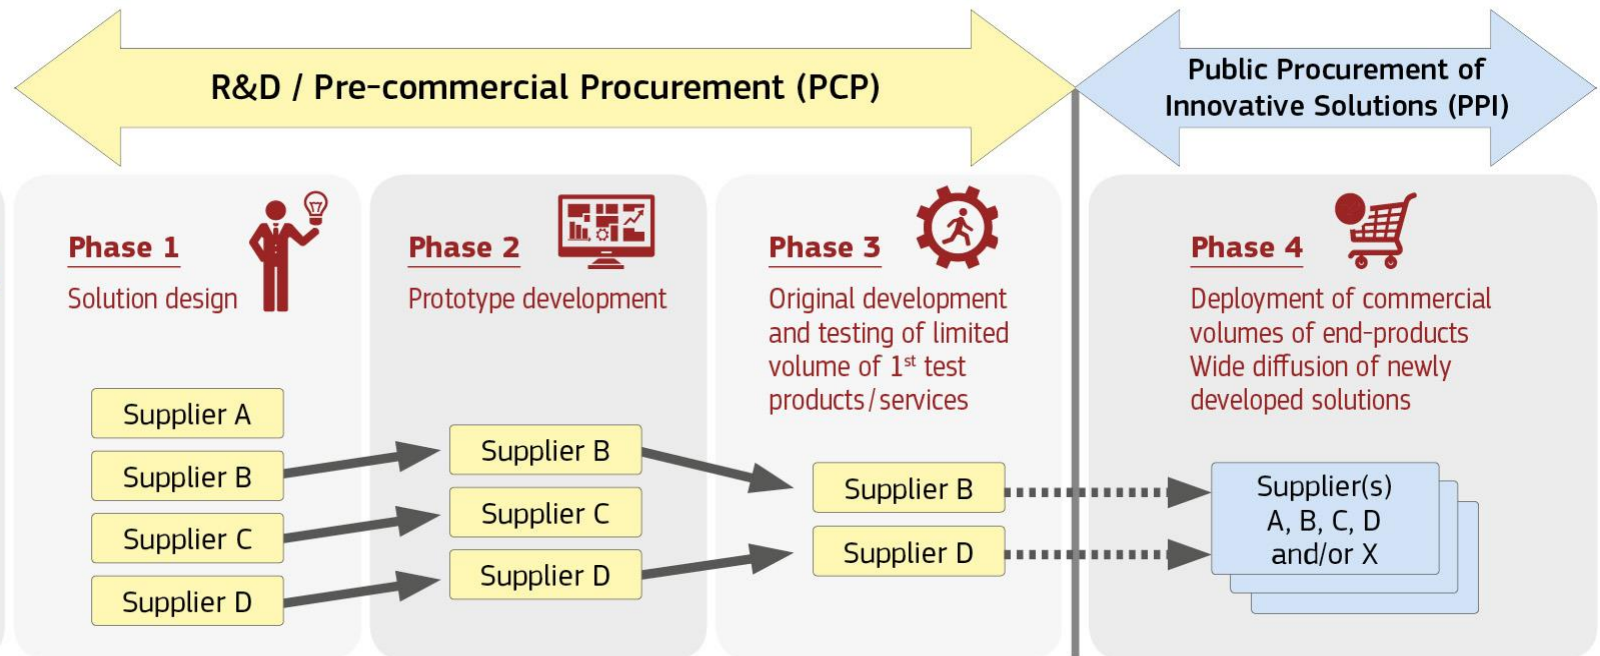 R&D / Pre-commercial Procurement (PCP)
Public Procurement of
Innovative Solutions (PPI)
Phase 1
Solution design
Supplier A
Supplier B
Supplier C
Supplier D
Phase 2
Prototype development
Supplier B
Supplier C
Supplier D
Phase 3
Original development
and testing of limited
volume of 1st test
products/services
Supplier B
Supplier D
Phase 4
Deployment of commercial
volumes of end-products
Wide diffusion of newly
developed solutions
Supplier(s)
A, B, C, D
and/or X